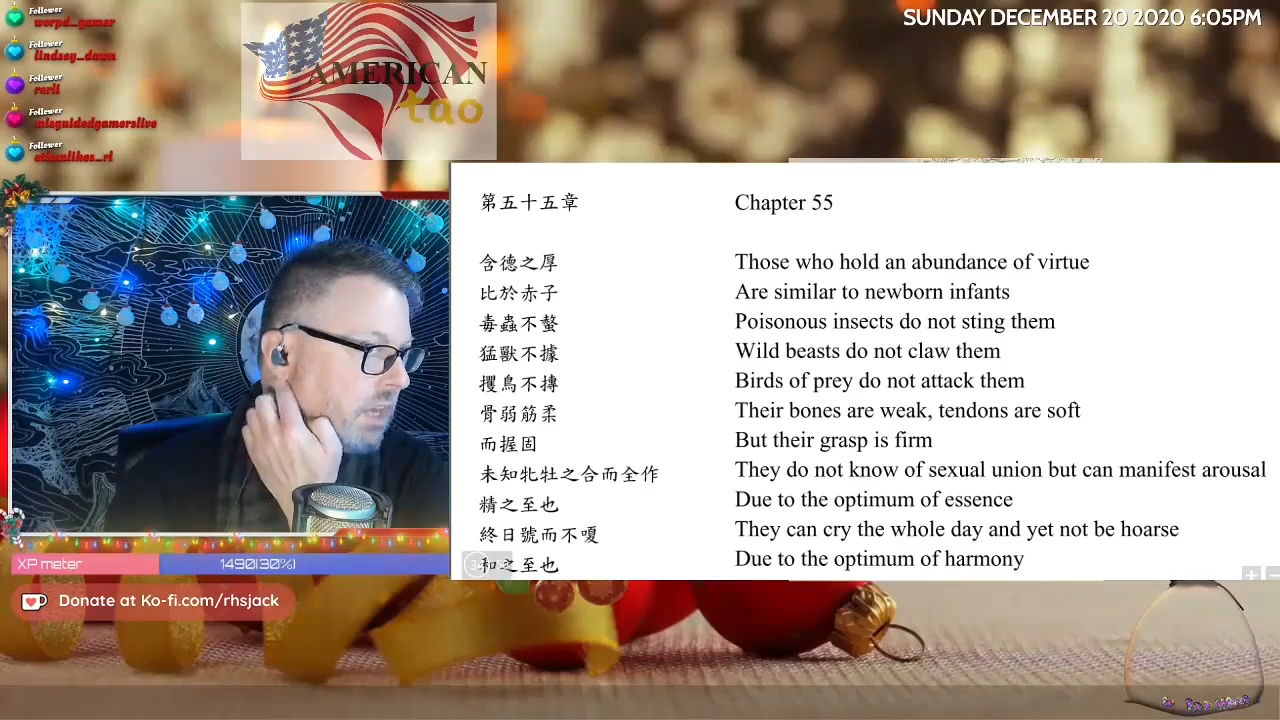 Follower
werpd_gamer
Follower
lindsey_dawn
Follower
rorll
Follower
misguidedgamerslive
Follower
AMERICAN
tao
SUNDAY DECEMBER 20 2020 6:05PM
第五十五章
Chapter 55
含德之厚
Those who hold an abundance of virtue
比於赤子
Are similar to newborn infants
毒蟲不螫
Poisonous insects do not sting them
猛獸不據
Wild beasts do not claw them
攫鳥不搏
Birds of prey do not attack them
骨弱筋柔
Their bones are weak, tendons are soft
而握固
But their grasp is firm
未知牝牡之合而全作
They do not know of sexual union but can manifest arousal
精之至也
Due to the optimum of essence
終日號而不嗄
They can cry the whole day and yet not be hoarse
和之至也
Due to the optimum of harmony
XP meter
1490(30%)
Donate at Ko-fi.com/rhsjack